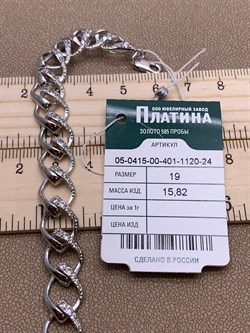 ООО ЮВЕЛИРНЫЙ ЗАВОД
ПЛАТИНА
ЗОЛОТО 585 ПРОБЫ
АРТИКУЛ
05-0415-00-401-1120-24
РАЗМЕР 19
МАССА ИЗД. 15,82
ЦЕНА за 1г
ЦЕНА ИЗД.
СДЕЛАНО В РОССИИ